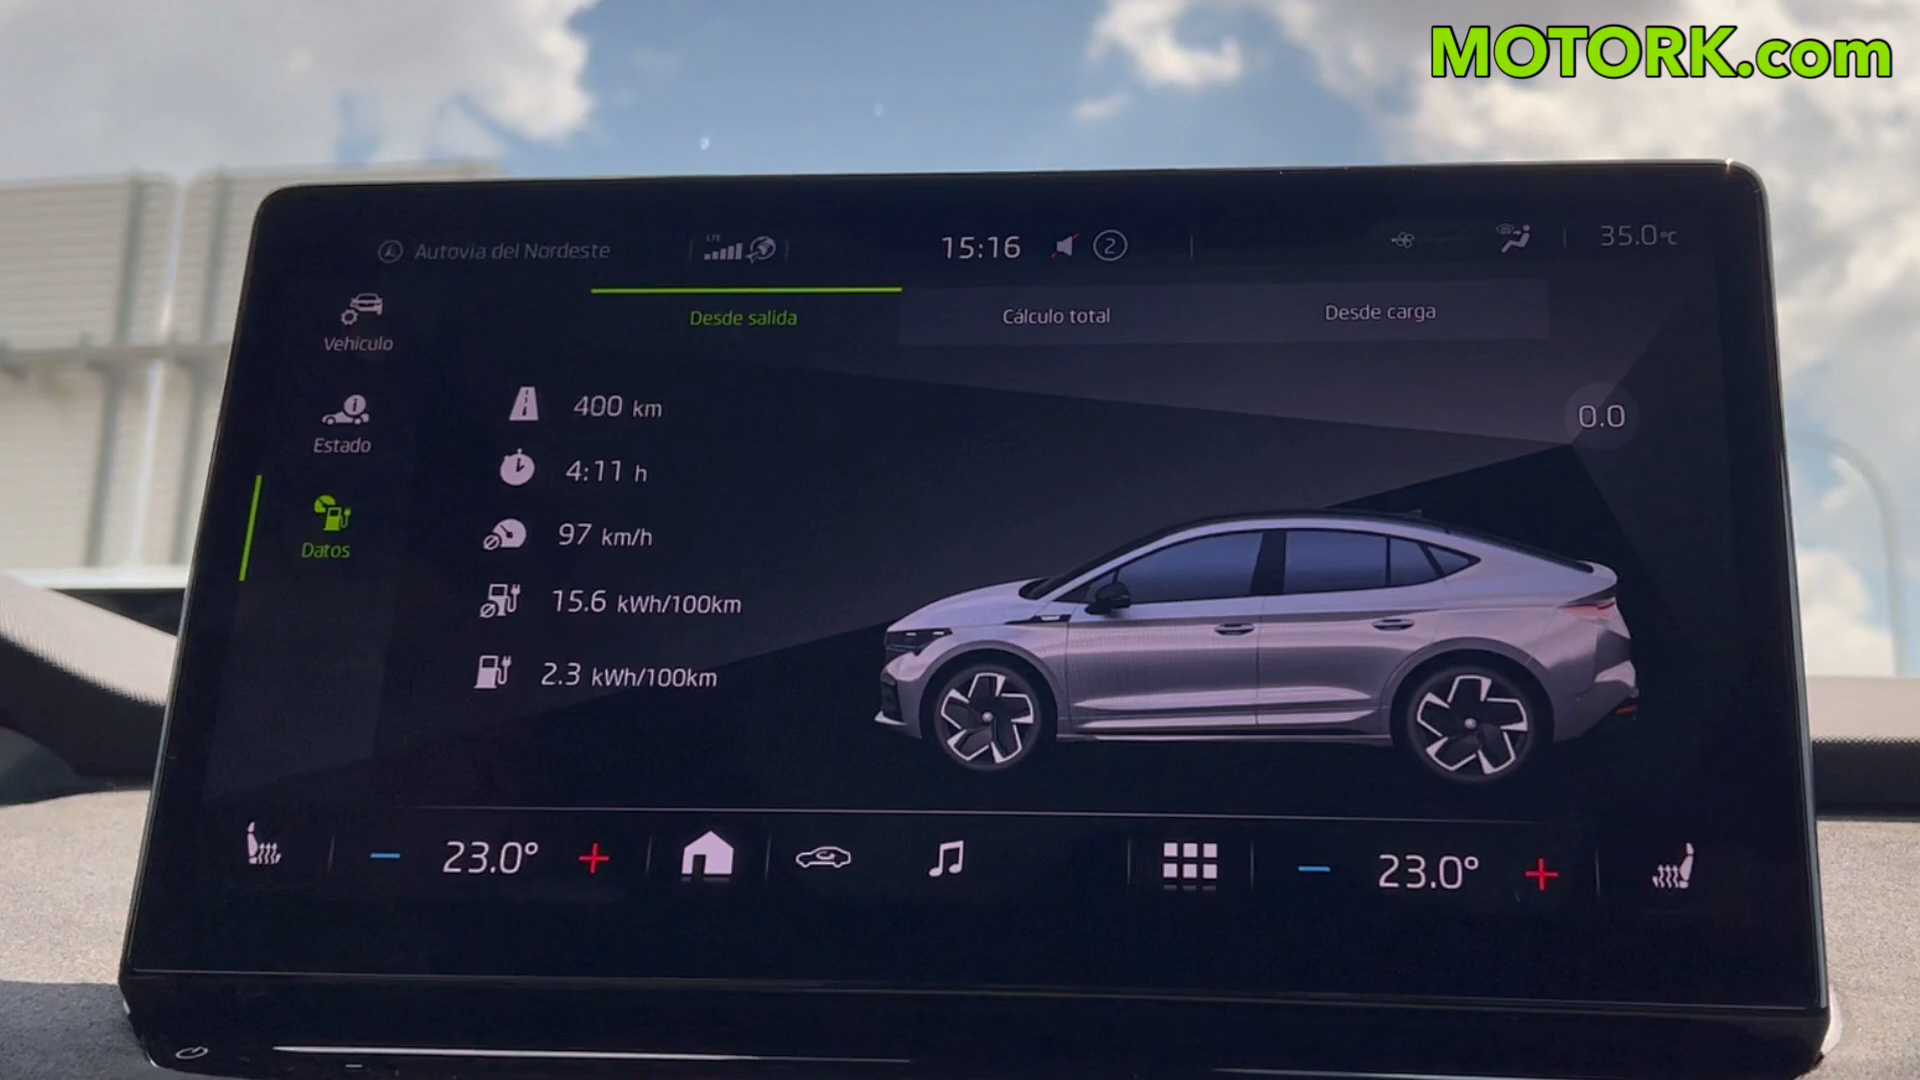 MOTORK.com
Autovia del Nordeste
LTE
15:16
2
35.0°C
Vehículo
Desde salida
Cálculo total
Desde carga
400 km
0.0
Estado
4:11 h
97 km/h
Datos
15.6 kWh/100km
2.3 kWh/100km
23.0°
23.0°